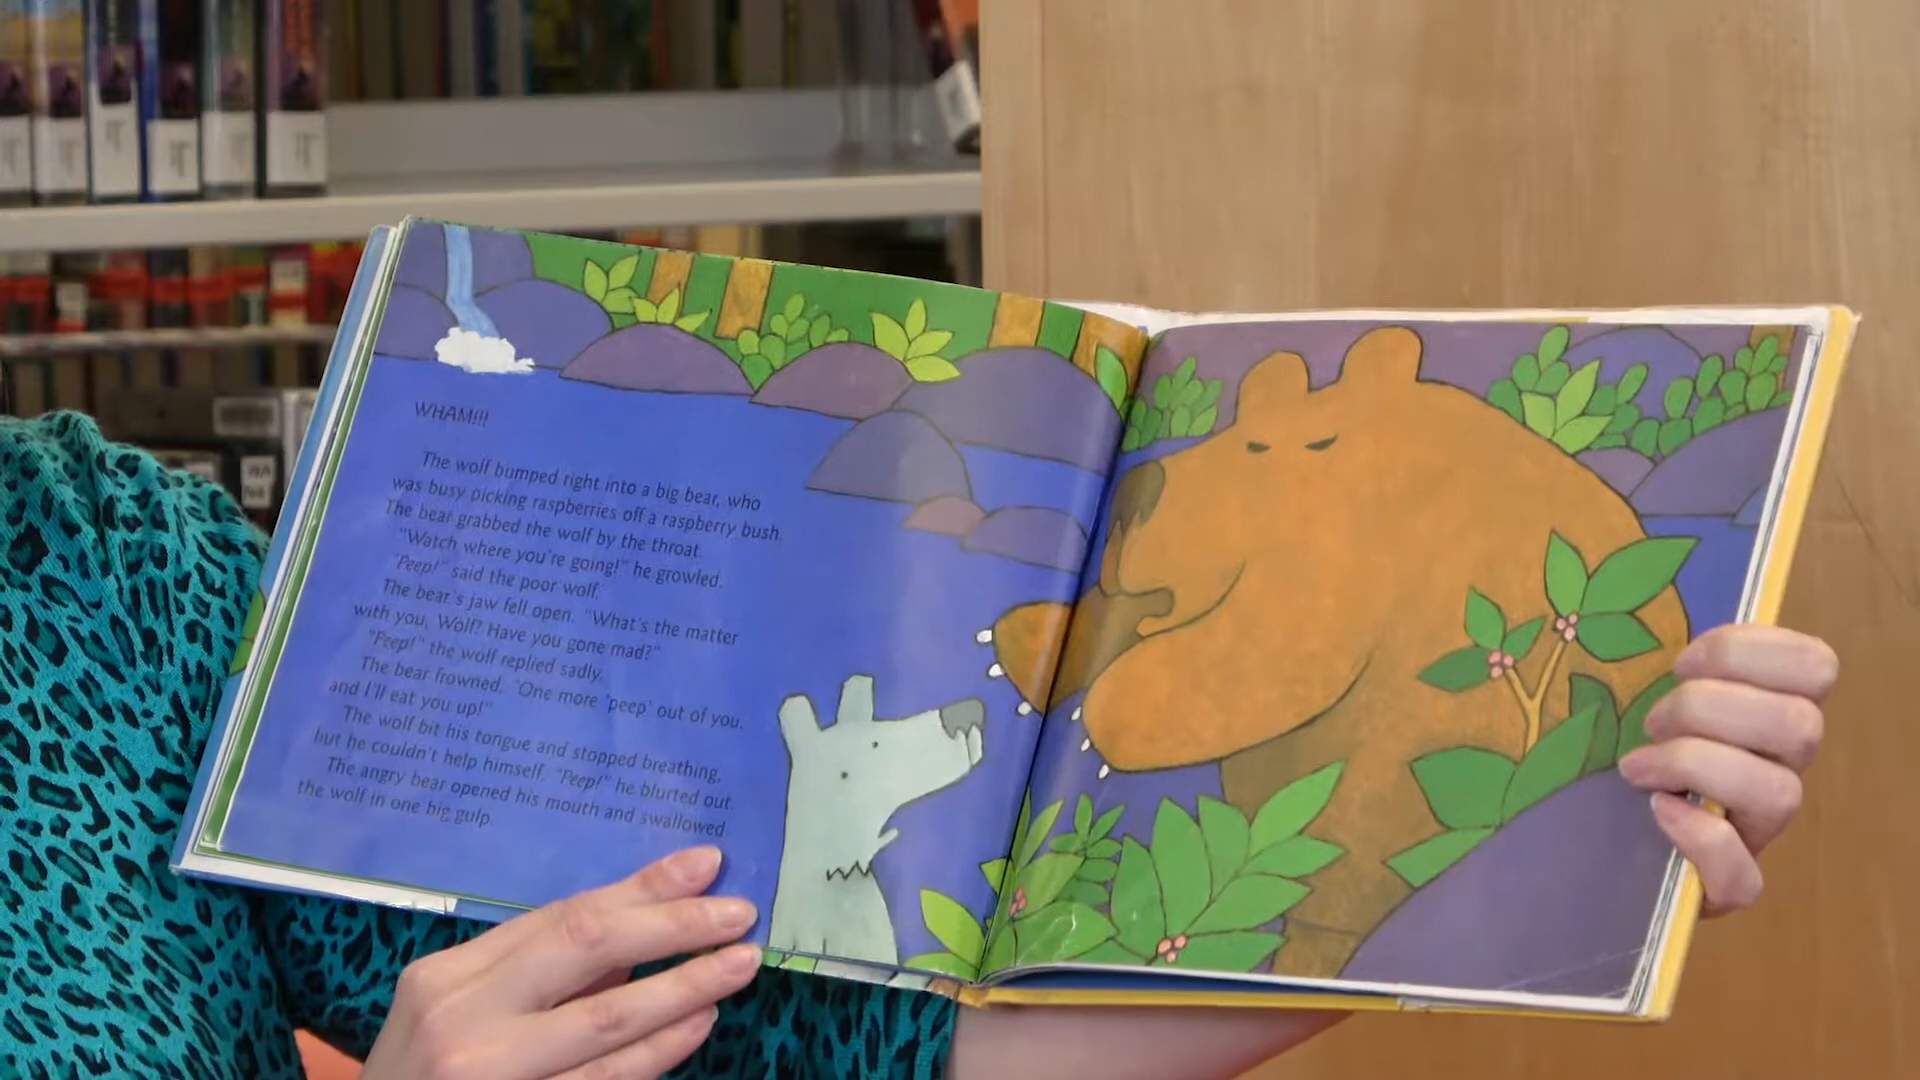 WHAM!!!
The wolf bumped right into a big bear, who
was busy picking raspberries off a raspberry bush.
The bear grabbed the wolf by the throat.
"Watch where you're going!" he growled.
"Peep!" said the poor wolf.
The bear's jaw fell open. "What's the matter
with you, Wolf? Have you gone mad?"
"Peep!" the wolf replied sadly.
The bear frowned. "One more 'peep' out of you,
and I'll eat you up!"
The wolf bit his tongue and stopped breathing,
but he couldn't help himself. "Peep!" he blurted out.
The angry bear opened his mouth and swallowed
the wolf in one big gulp.